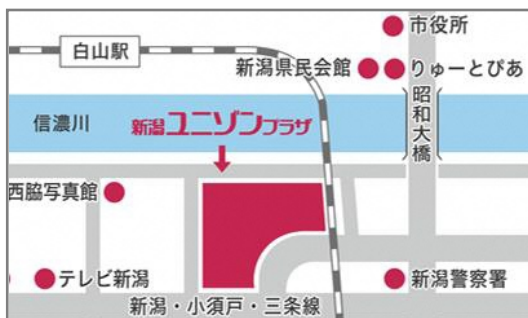 市役所
白山駅
新潟県民会館
りゅーとぴあ
昭和大橋
信濃川
新潟ユニゾンプラザ
西脇写真館
テレビ新潟
新潟警察署
新潟・小須戸・三条線